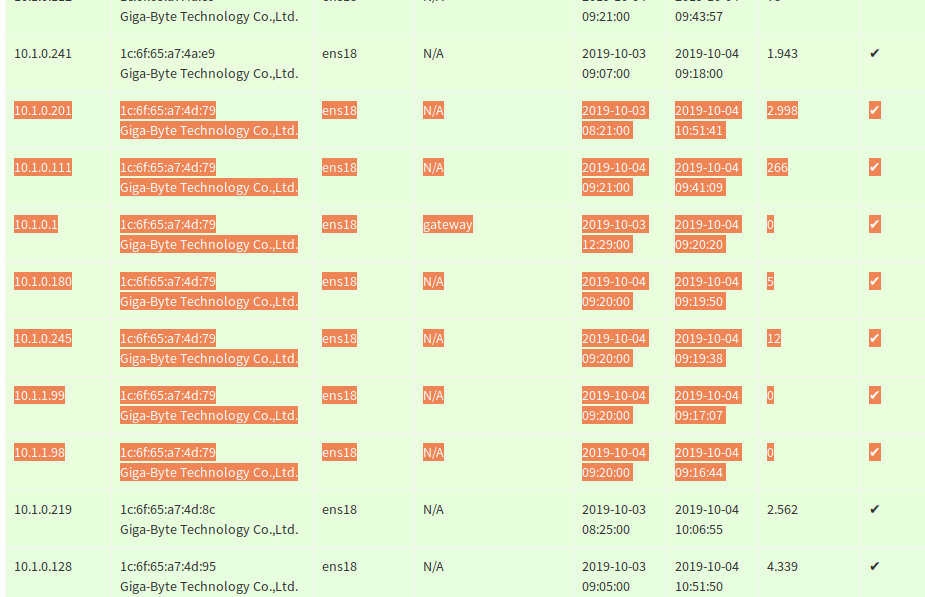 09:21:00 09:43:57
Giga-Byte Technology Co.,Ltd.
10.1.0.241 1c:6f:65:a7:4a:e9 ens18 N/A 2019-10-03 2019-10-04 1.943 ✔
Giga-Byte Technology Co.,Ltd. 09:07:00 09:18:00
10.1.0.201 1c:6f:65:a7:4d:79 ens18 N/A 2019-10-03 2019-10-04 2.998 ✔
Giga-Byte Technology Co.,Ltd. 08:21:00 10:51:41
10.1.0.111 1c:6f:65:a7:4d:79 ens18 N/A 2019-10-04 2019-10-04 266 ✔
Giga-Byte Technology Co.,Ltd. 09:21:00 09:41:09
10.1.0.1 1c:6f:65:a7:4d:79 ens18 gateway 2019-10-03 2019-10-04 0 ✔
Giga-Byte Technology Co.,Ltd. 12:29:00 09:20:20
10.1.0.180 1c:6f:65:a7:4d:79 ens18 N/A 2019-10-04 2019-10-04 5 ✔
Giga-Byte Technology Co.,Ltd. 09:20:00 09:19:50
10.1.0.245 1c:6f:65:a7:4d:79 ens18 N/A 2019-10-04 2019-10-04 12 ✔
Giga-Byte Technology Co.,Ltd. 09:20:00 09:19:38
10.1.1.99 1c:6f:65:a7:4d:79 ens18 N/A 2019-10-04 2019-10-04 0 ✔
Giga-Byte Technology Co.,Ltd. 09:20:00 09:17:07
10.1.1.98 1c:6f:65:a7:4d:79 ens18 N/A 2019-10-04 2019-10-04 0 ✔
Giga-Byte Technology Co.,Ltd. 09:20:00 09:16:44
10.1.0.219 1c:6f:65:a7:4d:8c ens18 N/A 2019-10-03 2019-10-04 2.562 ✔
Giga-Byte Technology Co.,Ltd. 08:25:00 10:06:55
10.1.0.128 1c:6f:65:a7:4d:95 ens18 N/A 2019-10-03 2019-10-04 4.339 ✔
Giga-Byte Technology Co.,Ltd. 09:05:00 10:51:50